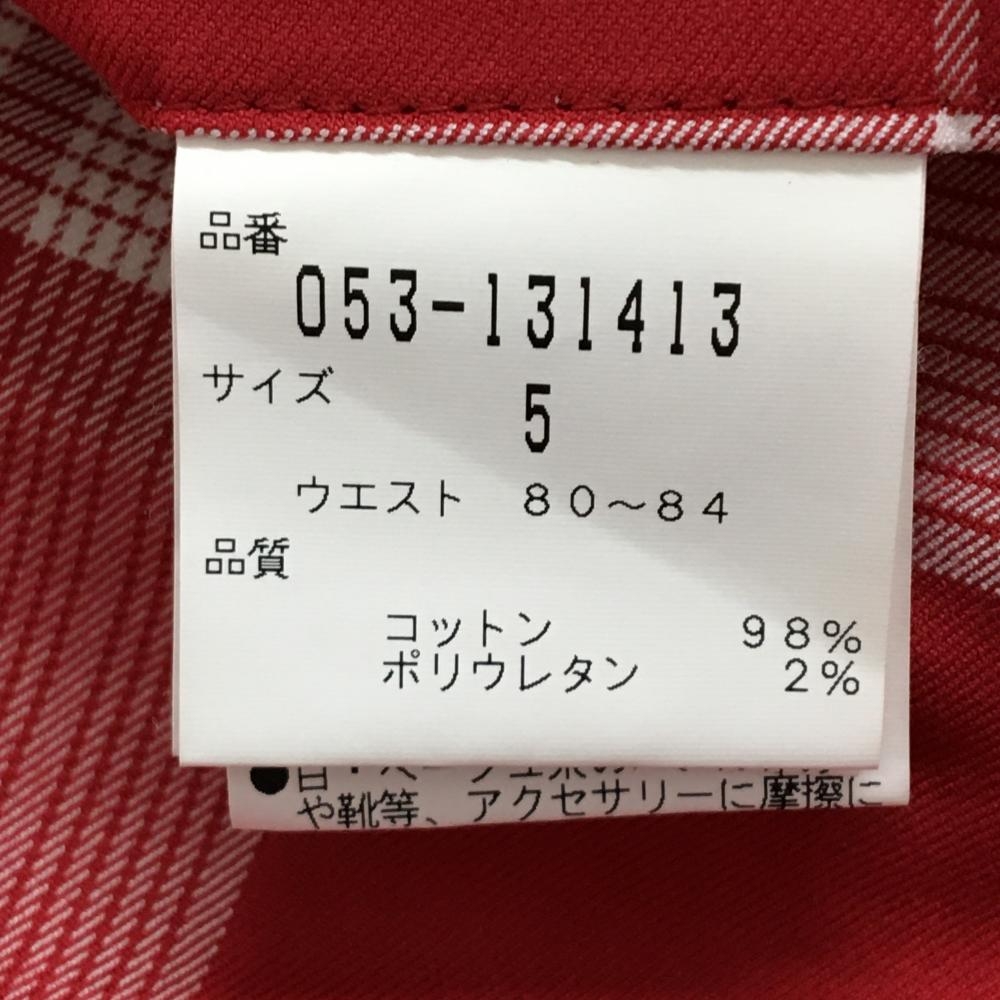 品番
053-131413
サイズ
5
ウエスト 80～84
品質
コットン 98%
ポリウレタン 2%
や靴等、アクセサリーに摩擦に